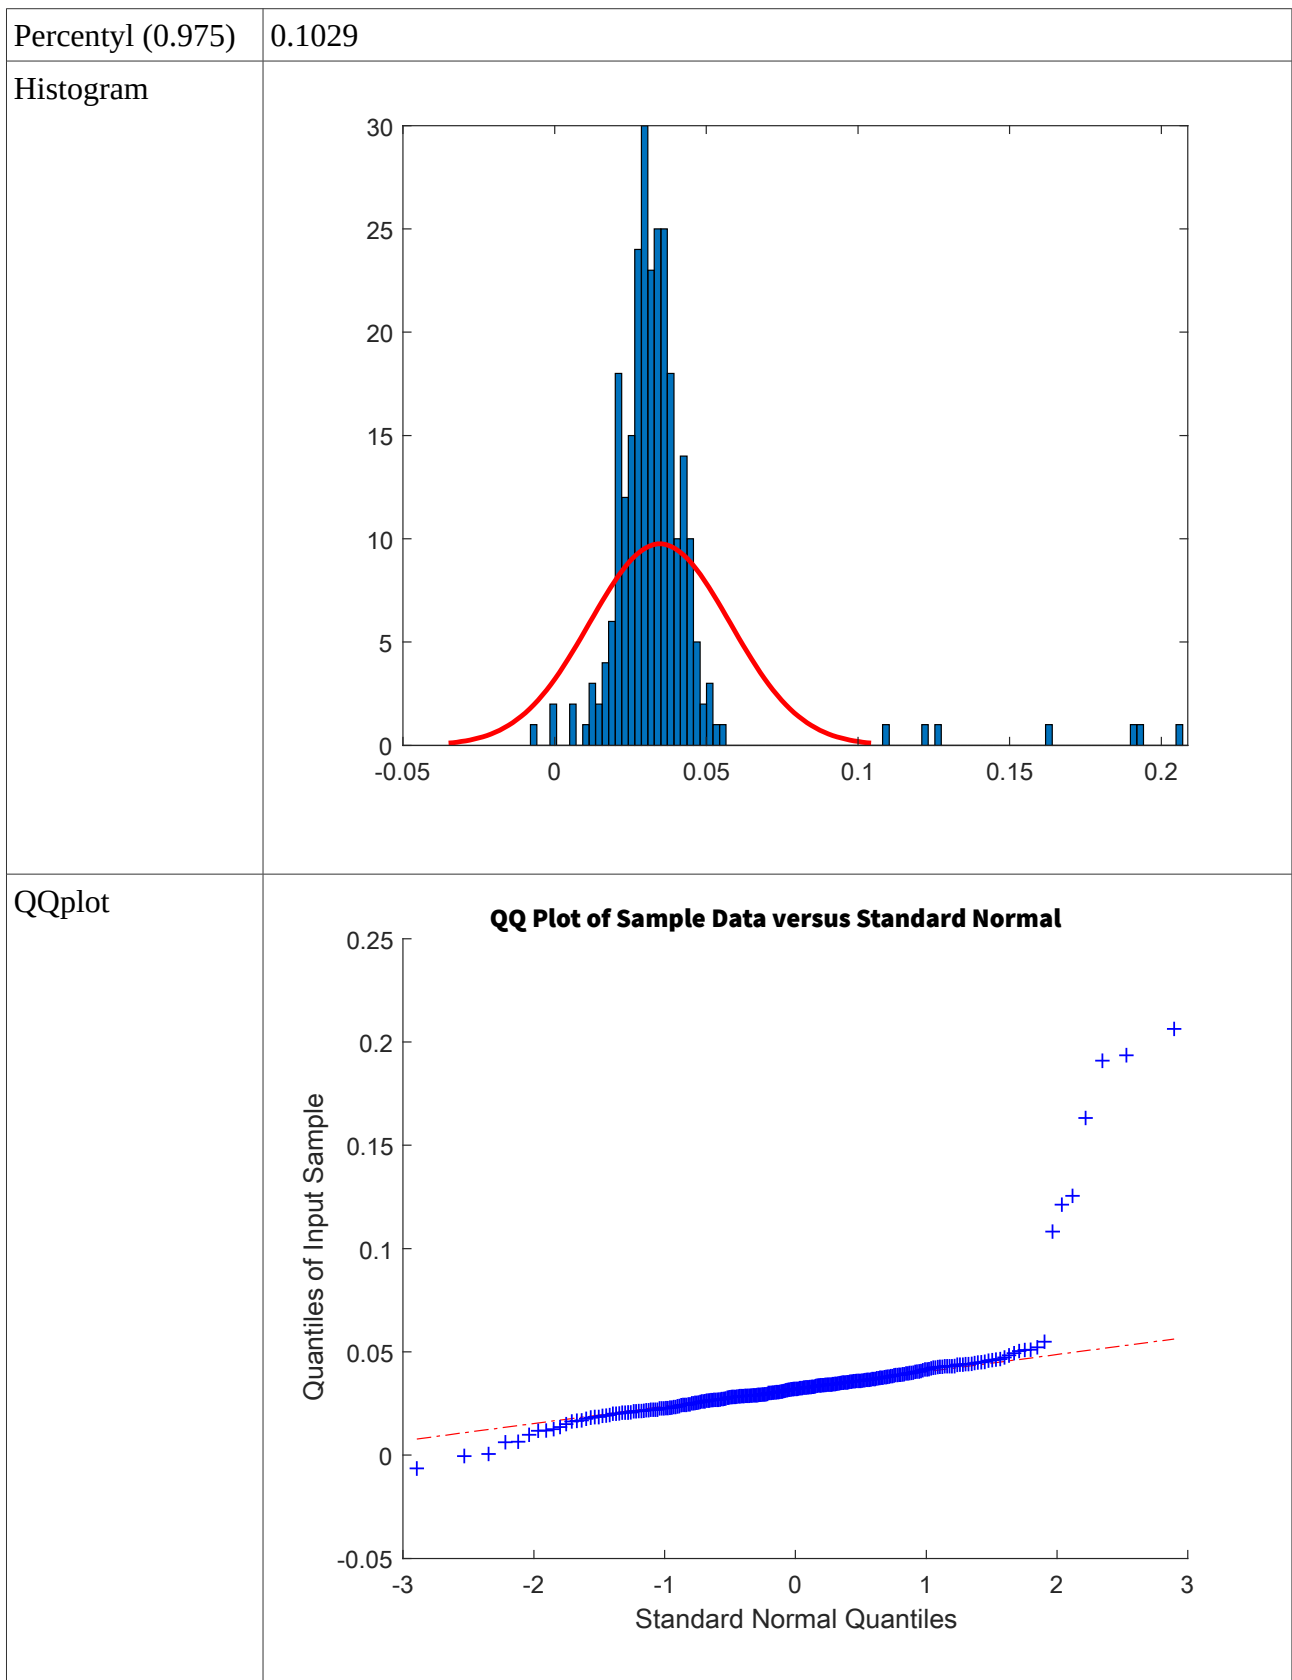 Percentyl (0.975) 0.1029
Histogram
30
25
20
15
10
5
0
-0.05 0 0.05 0.1 0.15 0.2
QQplot
QQ Plot of Sample Data versus Standard Normal
0.25
0.2
0.15
0.1
0.05
0
-0.05
Quantiles of Input Sample
-3 -2 -1 0 1 2 3
Standard Normal Quantiles